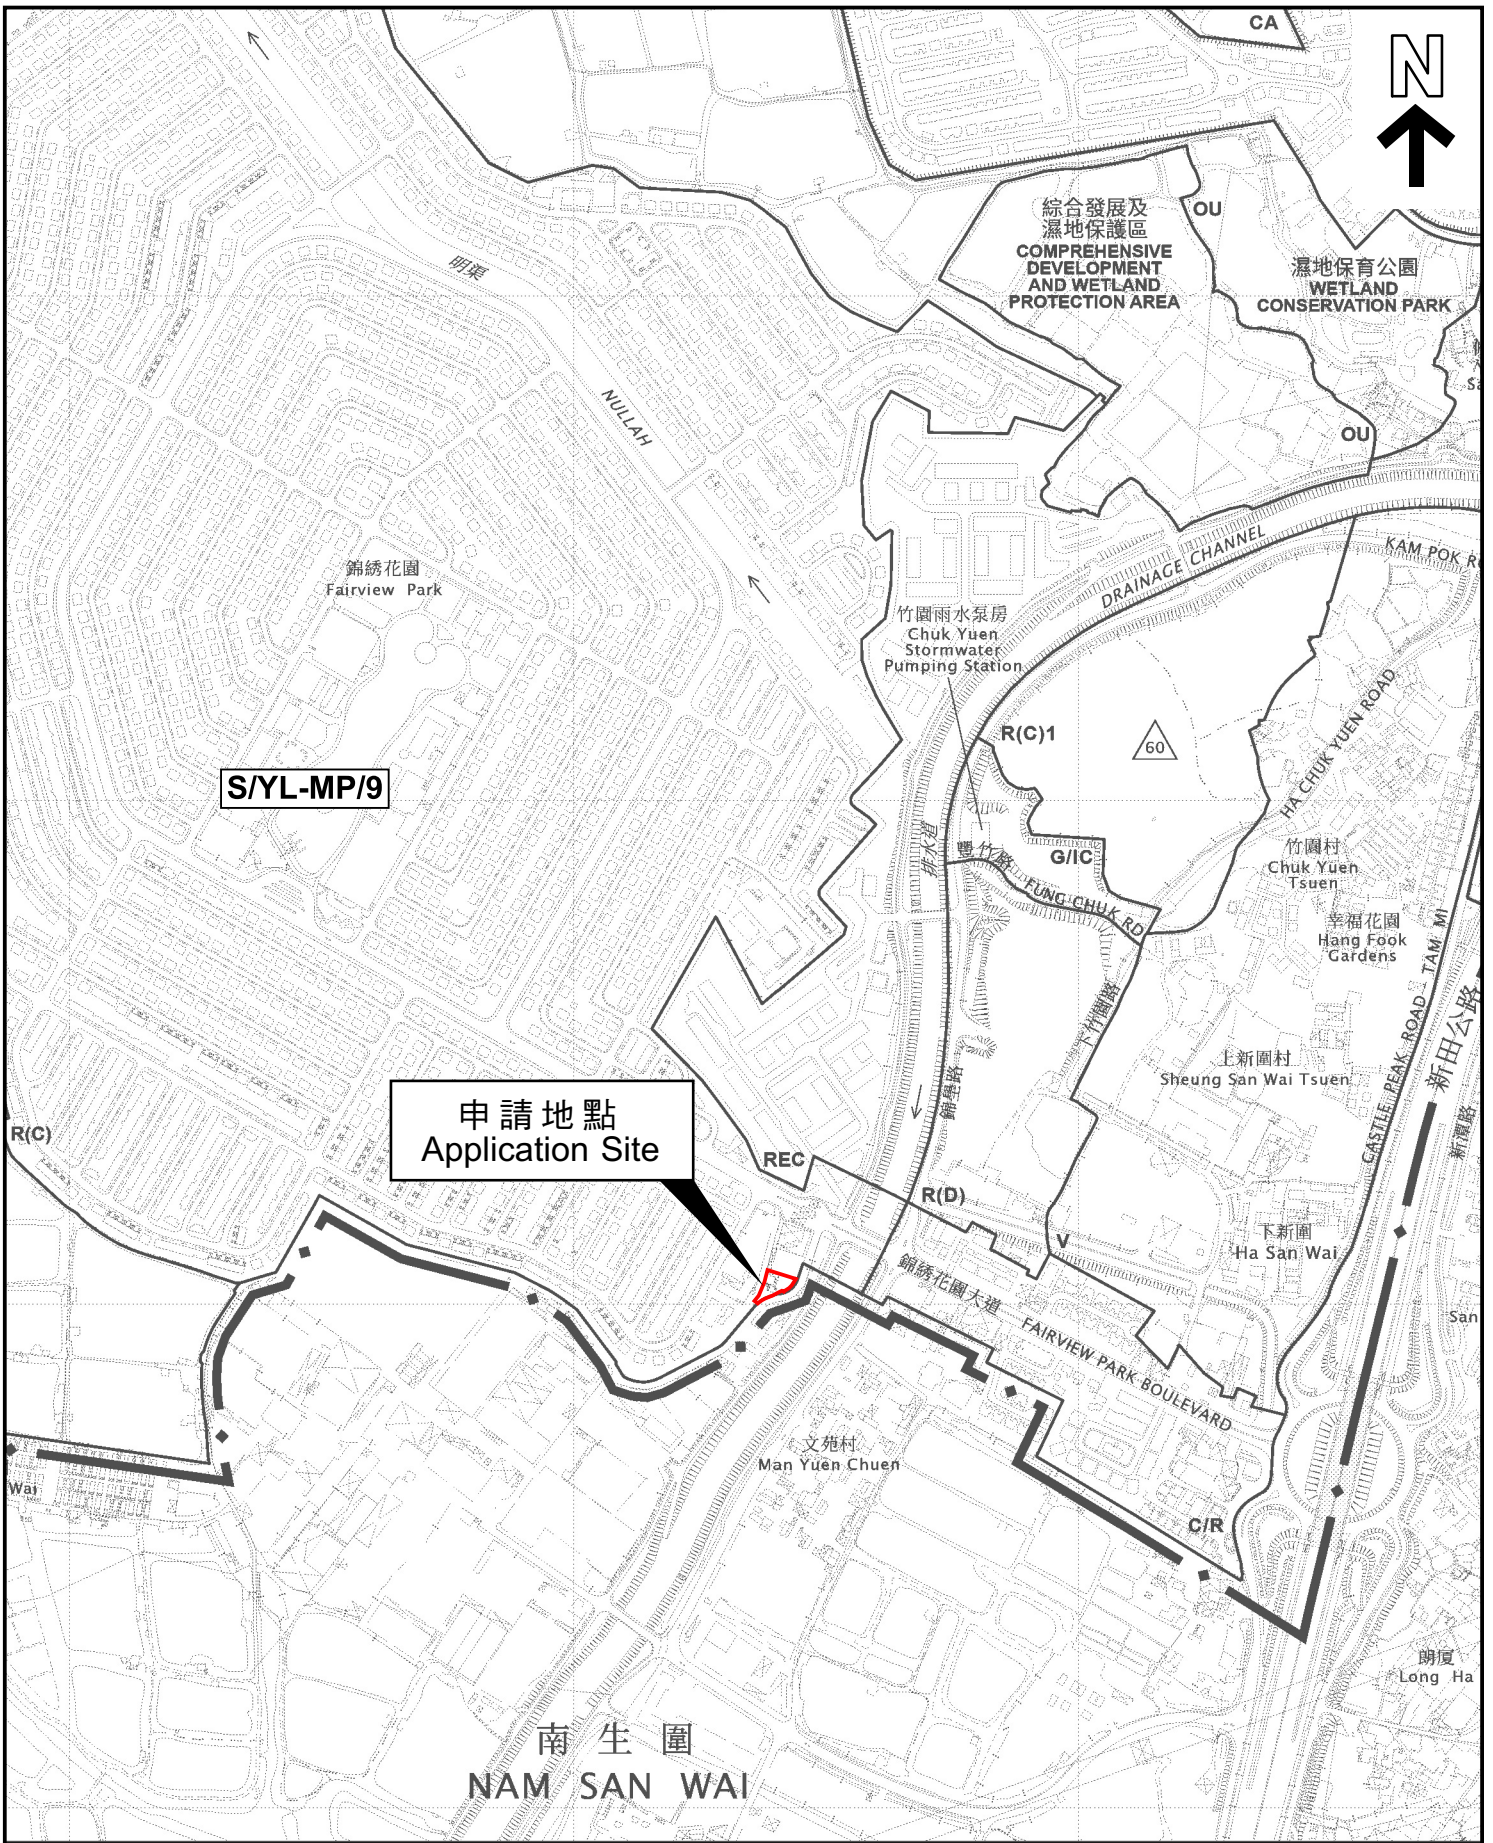 CA
N
綜合發展及
濕地保護區
COMPREHENSIVE
DEVELOPMENT
AND WETLAND
PROTECTION AREA
OU
濕地保育公園
WETLAND
CONSERVATION PARK
明渠
NULLAH
OU
DRAINAGE CHANNEL
KAM POK
錦綉花園
Fairview Park
竹園雨水泵房
Chuk Yuen
Stormwater
Pumping Station
S/YL-MP/9
R(C)1
60
HA CHUK YUEN ROAD
排水道
豐竹路
FUNG CHUK RD
G/IC
竹園村
Chuk Yuen
Tsuen
幸福花園
Hang Fook
Gardens
CASTLE PEAK ROAD - TAM MI
新田公路
下竹園路
上新圍村
Sheung San Wai Tsuen
錦壆路
新潭路
R(C)
申請地點
Application Site
REC
R(D)
V
下新圍
Ha San Wai
錦綉花園大道
FAIRVIEW PARK BOULEVARD
San
文苑村
Man Yuen Chuen
Wai
C/R
朗厦
Long Ha
南生圍
NAM SAN WAI